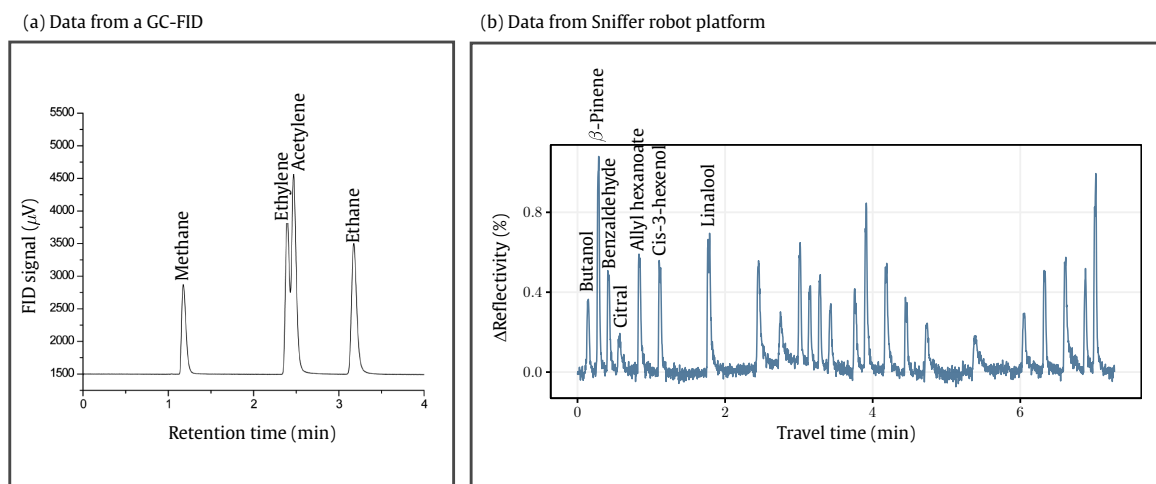 (a) Data from a GC-FID
FID signal (μV)
5500
5000
4500
4000
3500
3000
2500
2000
1500
Methane
Ethylene
Acetylene
Ethane
0
1
2
3
4
Retention time (min)
(b) Data from Sniffer robot platform
ΔReflectivity (%)
0.8
0.4
0.0
Butanol
β-Pinene
Benzaldehyde
Citral
Allyl hexanoate
Cis-3-hexenol
Linalool
0
2
4
6
Travel time (min)